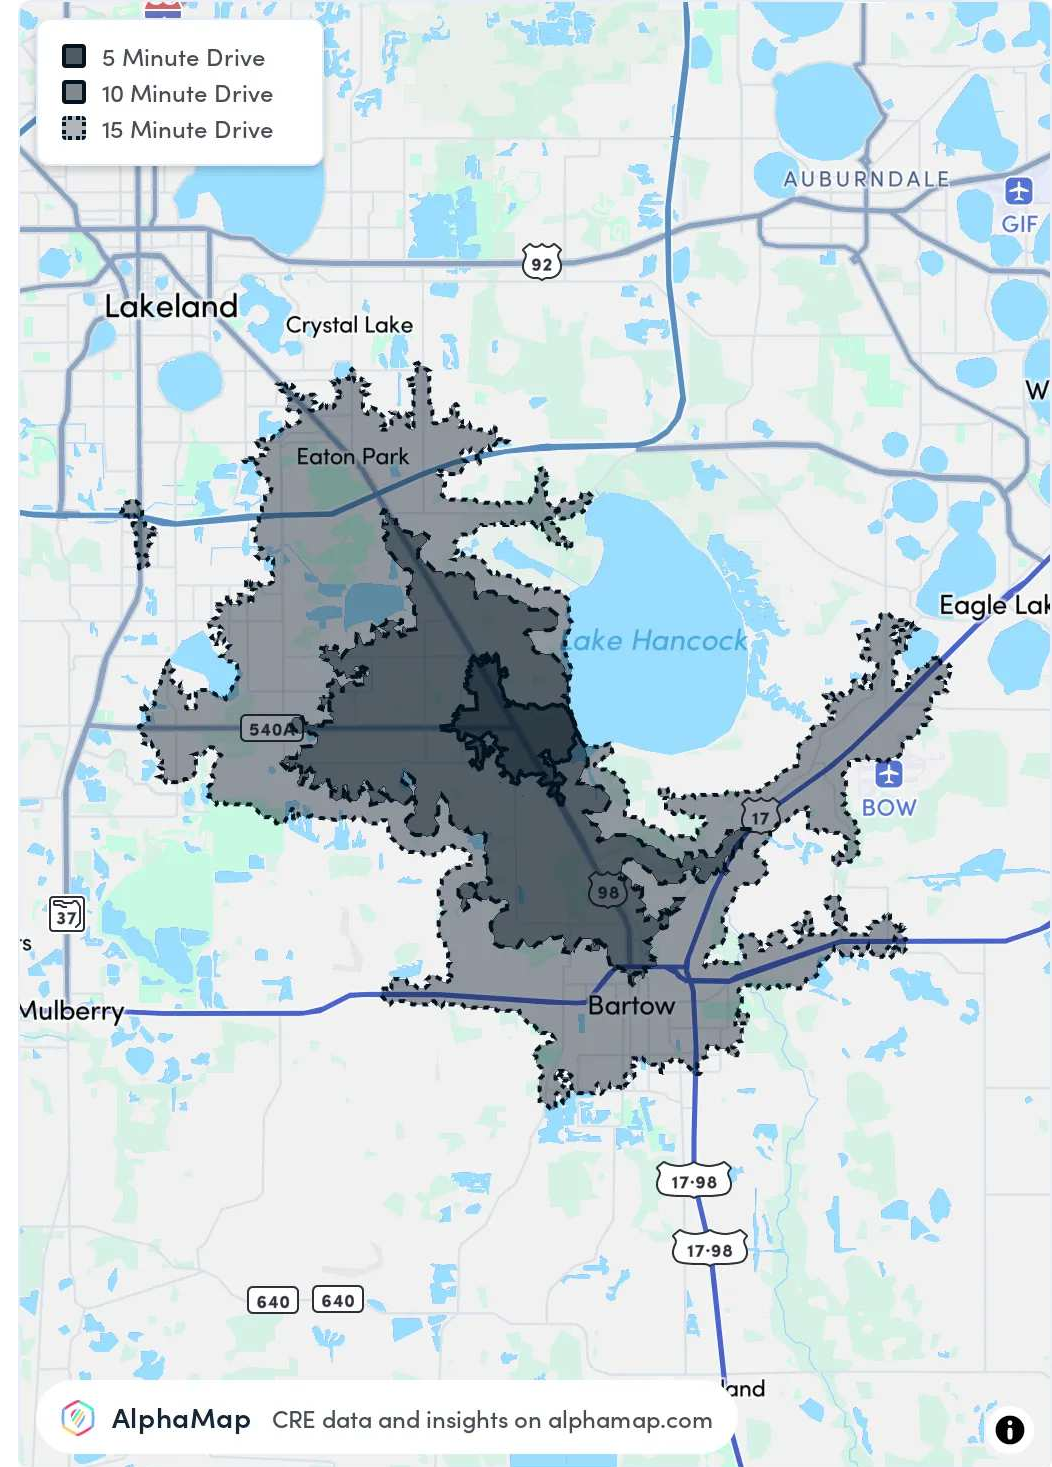 5 Minute Drive
10 Minute Drive
15 Minute Drive
AUBURNDALE
GIF
92
Lakeland
Crystal Lake
W
Eaton Park
Eagle Lak
Lake Hancock
540A
BOW
17
98
37
rs
Mulberry
Bartow
17·98
17·98
640
640
land
AlphaMap
CRE data and insights on alphamap.com